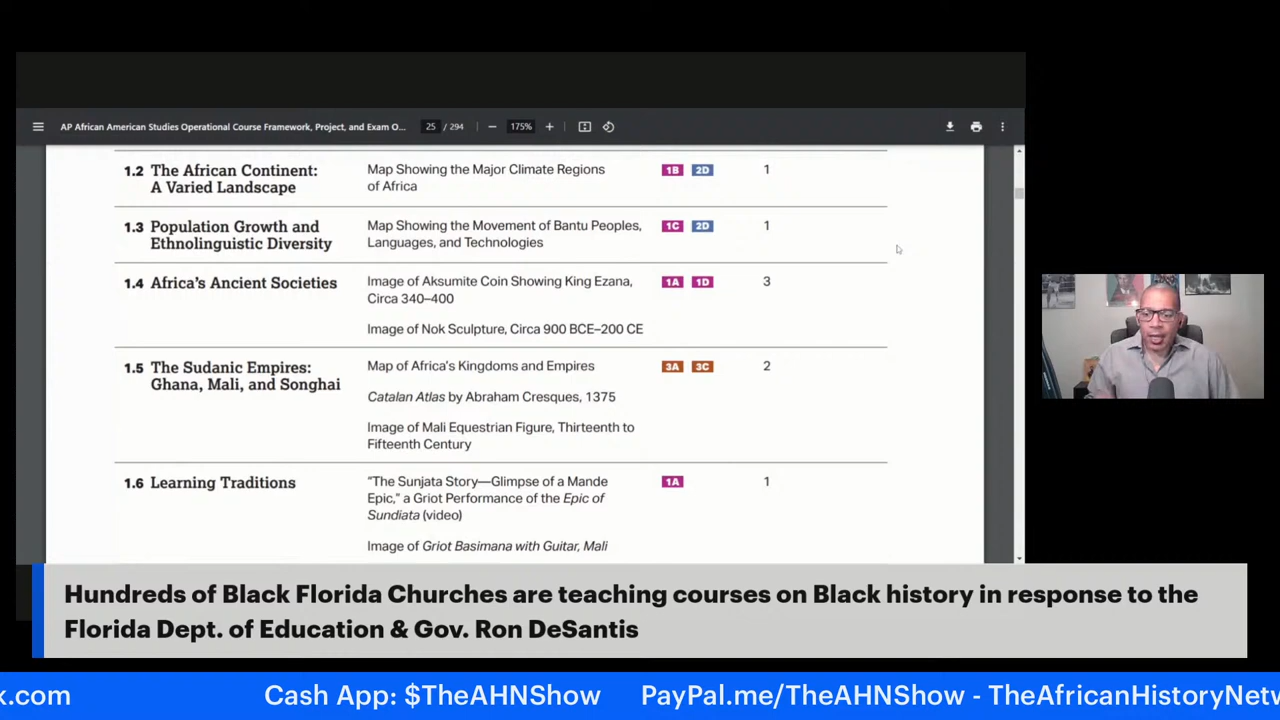 AP African American Studies Operational Course Framework, Project, and Exam O... 25 / 294 175%
1.2 The African Continent: Map Showing the Major Climate Regions 1B 2D 1
A Varied Landscape of Africa
1.3 Population Growth and Map Showing the Movement of Bantu Peoples, 1C 2D 1
Ethnolinguistic Diversity Languages, and Technologies
1.4 Africa's Ancient Societies Image of Aksumite Coin Showing King Ezana, 1A 1D 3
Circa 340–400
Image of Nok Sculpture, Circa 900 BCE–200 CE
1.5 The Sudanic Empires: Map of Africa's Kingdoms and Empires 3A 3C 2
Ghana, Mali, and Songhai
Catalan Atlas by Abraham Cresques, 1375
Image of Mali Equestrian Figure, Thirteenth to
Fifteenth Century
1.6 Learning Traditions "The Sunjata Story—Glimpse of a Mande 1A 1
Epic," a Griot Performance of the Epic of
Sundiata (video)
Image of Griot Basimana with Guitar, Mali
Hundreds of Black Florida Churches are teaching courses on Black history in response to the
Florida Dept. of Education & Gov. Ron DeSantis
k.com Cash App: $TheAHNShow PayPal.me/TheAHNShow - TheAfricanHistoryNetw